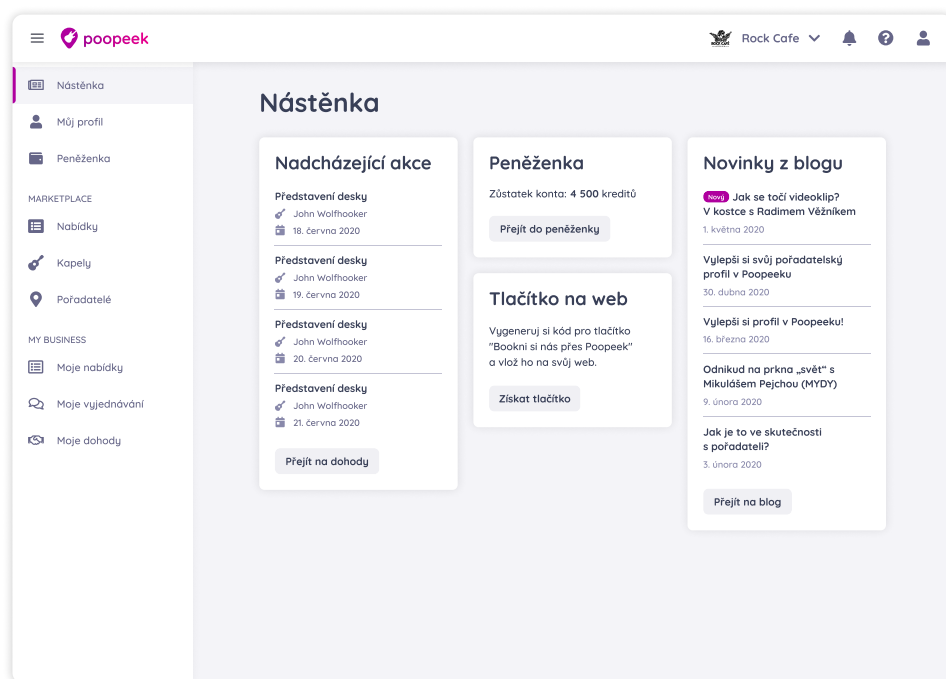 poopeek
ROCK CAFE
Rock Cafe
Nástěnka
Můj profil
Peněženka
MARKETPLACE
Nabídky
Kapely
Pořadatelé
MY BUSINESS
Moje nabídky
Moje vyjednávání
Moje dohody
Nástěnka
Nadcházející akce
Představení desky
John Wolfhooker
18. června 2020
Představení desky
John Wolfhooker
19. června 2020
Představení desky
John Wolfhooker
20. června 2020
Představení desky
John Wolfhooker
21. června 2020
Přejít na dohody
Peněženka
Zůstatek konta: 4 500 kreditů
Přejít do peněženky
Tlačítko na web
Vygeneruj si kód pro tlačítko
"Bookni si nás přes Poopeek"
a vlož ho na svůj web.
Získat tlačítko
Novinky z blogu
Nový Jak se točí videoklip?
V kostce s Radimem Věžníkem
1. května 2020
Vylepši si svůj pořadatelský
profil v Poopeeku
30. dubna 2020
Vylepši si profil v Poopeeku!
16. března 2020
Odnikud na prkna „svět“ s
Mikulášem Pejchou (MYDY)
9. února 2020
Jak je to ve skutečnosti
s pořadateli?
3. února 2020
Přejít na blog